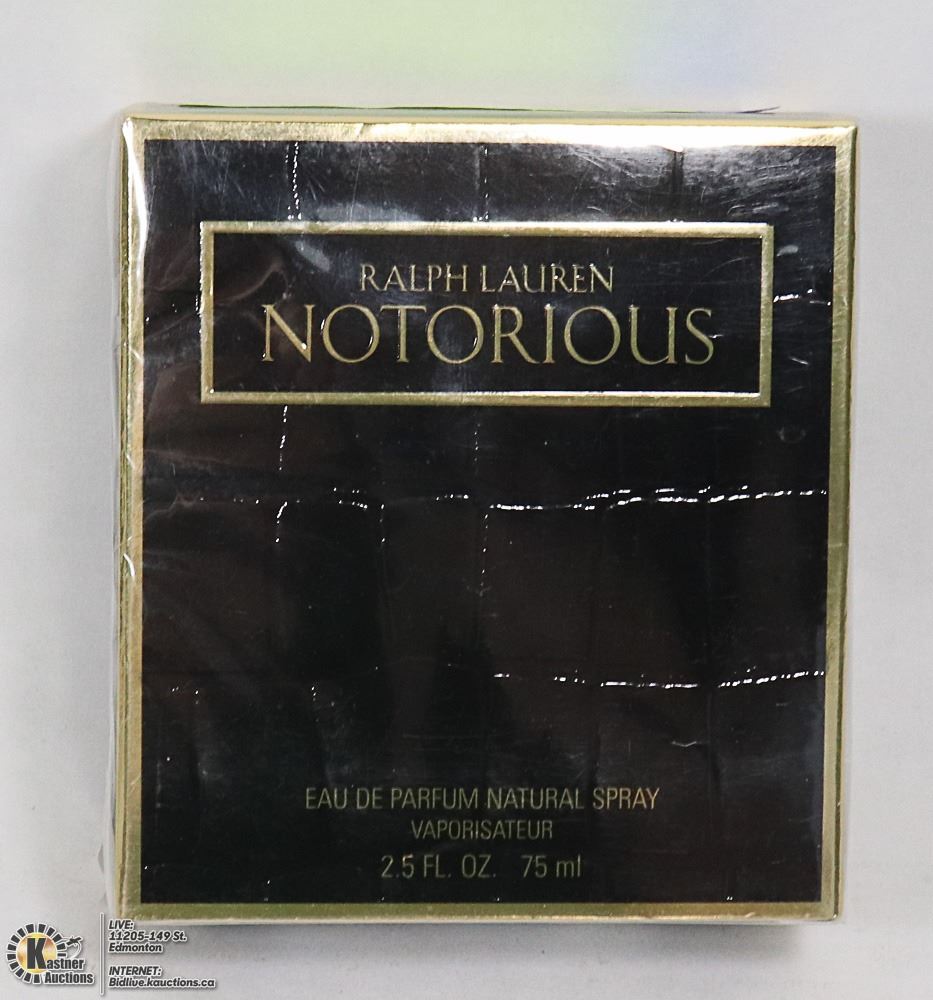 RALPH LAUREN
NOTORIOUS
EAU DE PARFUM NATURAL SPRAY
VAPORISATEUR
2.5 FL. OZ. 75 ml
Kastner
Auctions
LIVE:
11205-149 St.
Edmonton
INTERNET:
Bidlive.kauctions.ca